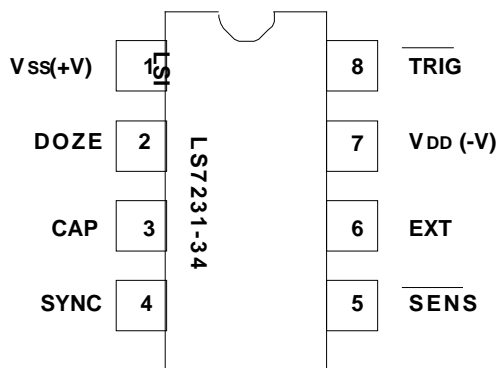 VSS(+V) 1 LSI 8 TRIG
DOZE 2 7 VDD (-V)
LS7231-34
CAP 3 6 EXT
SYNC 4 5 SENS